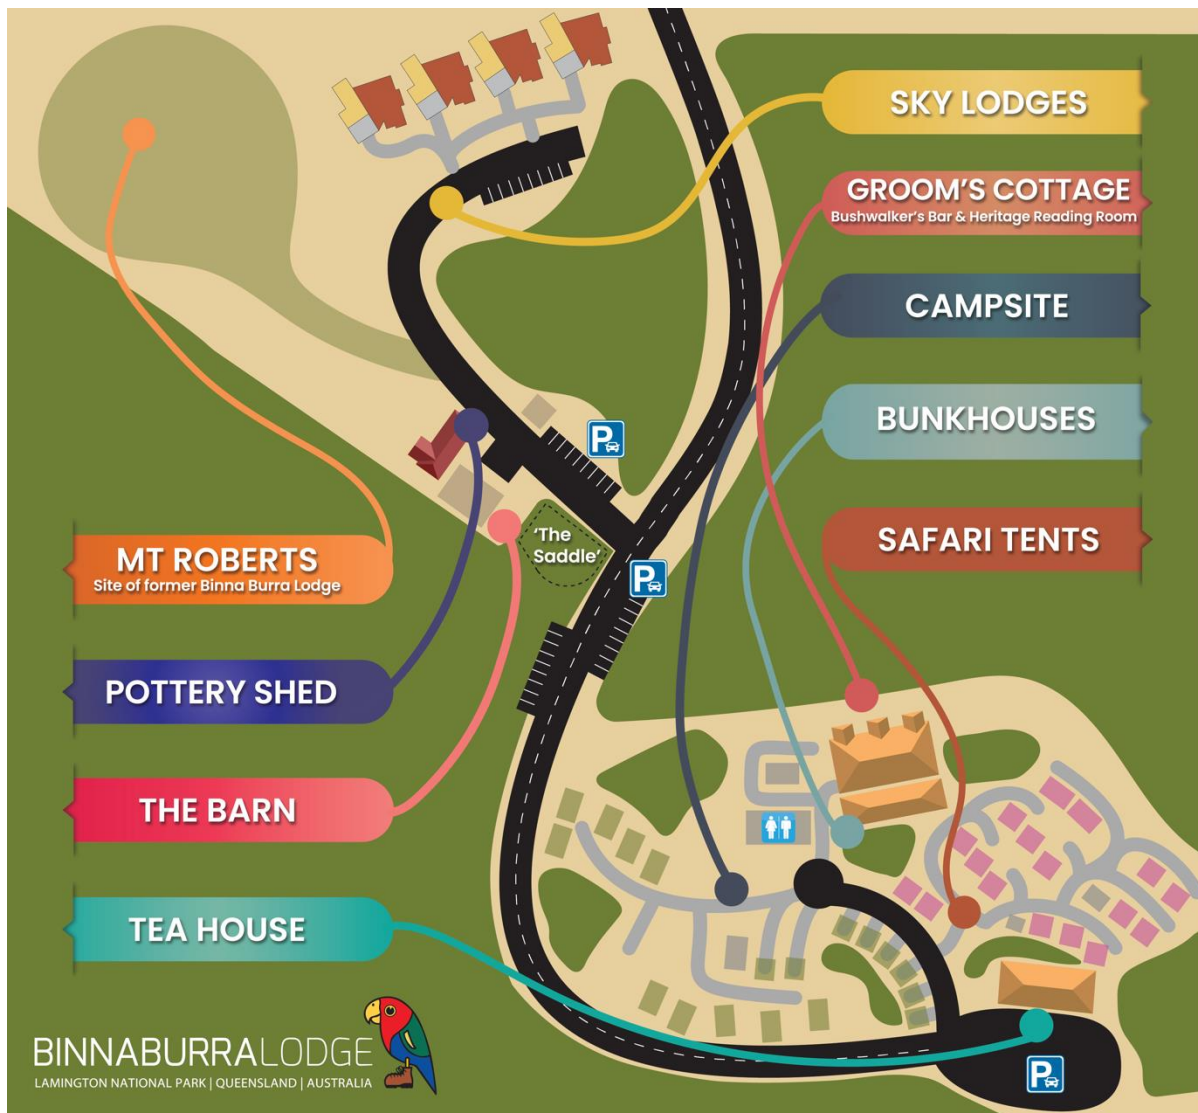 SKY LODGES
GROOM'S COTTAGE
Bushwalker's Bar & Heritage Reading Room
CAMPSITE
BUNKHOUSES
SAFARI TENTS
P
'The
Saddle'
P
MT ROBERTS
Site of former Binna Burra Lodge
POTTERY SHED
THE BARN
TEA HOUSE
P
BINNABURRALODGE
LAMINGTON NATIONAL PARK | QUEENSLAND | AUSTRALIA